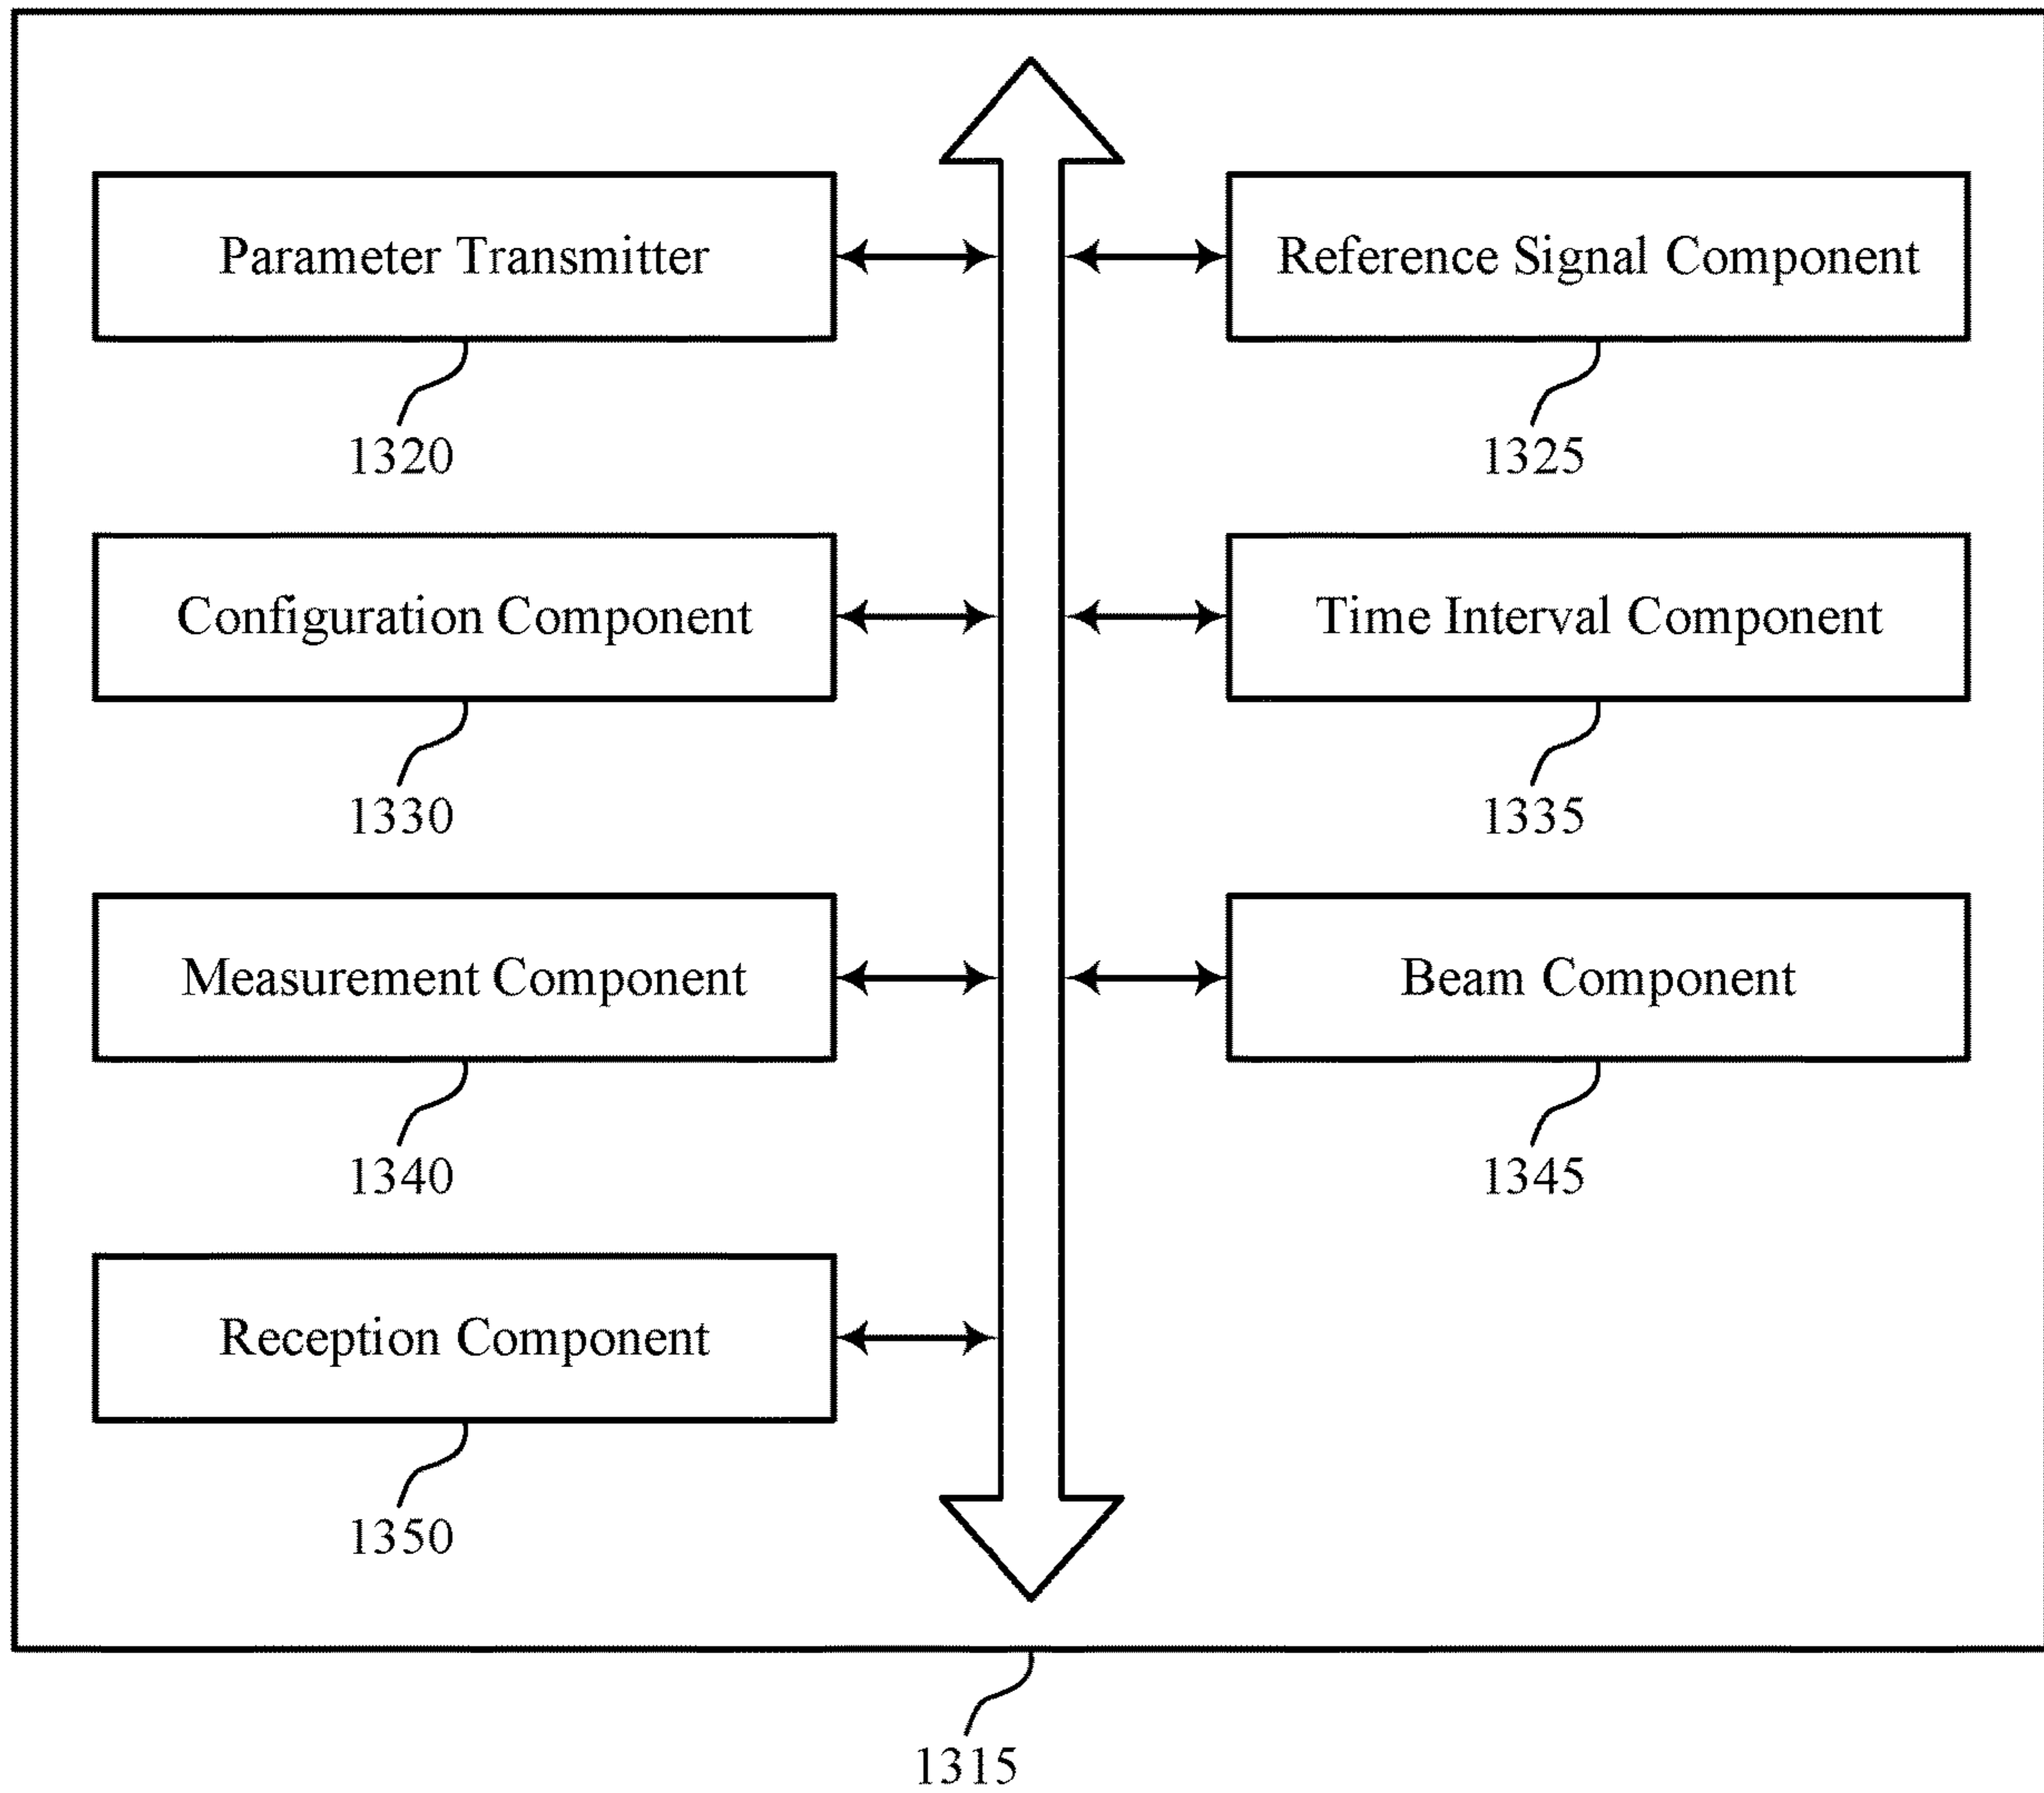 Parameter Transmitter
1320
Reference Signal Component
1325
Configuration Component
1330
Time Interval Component
1335
Measurement Component
1340
Beam Component
1345
Reception Component
1350
1315